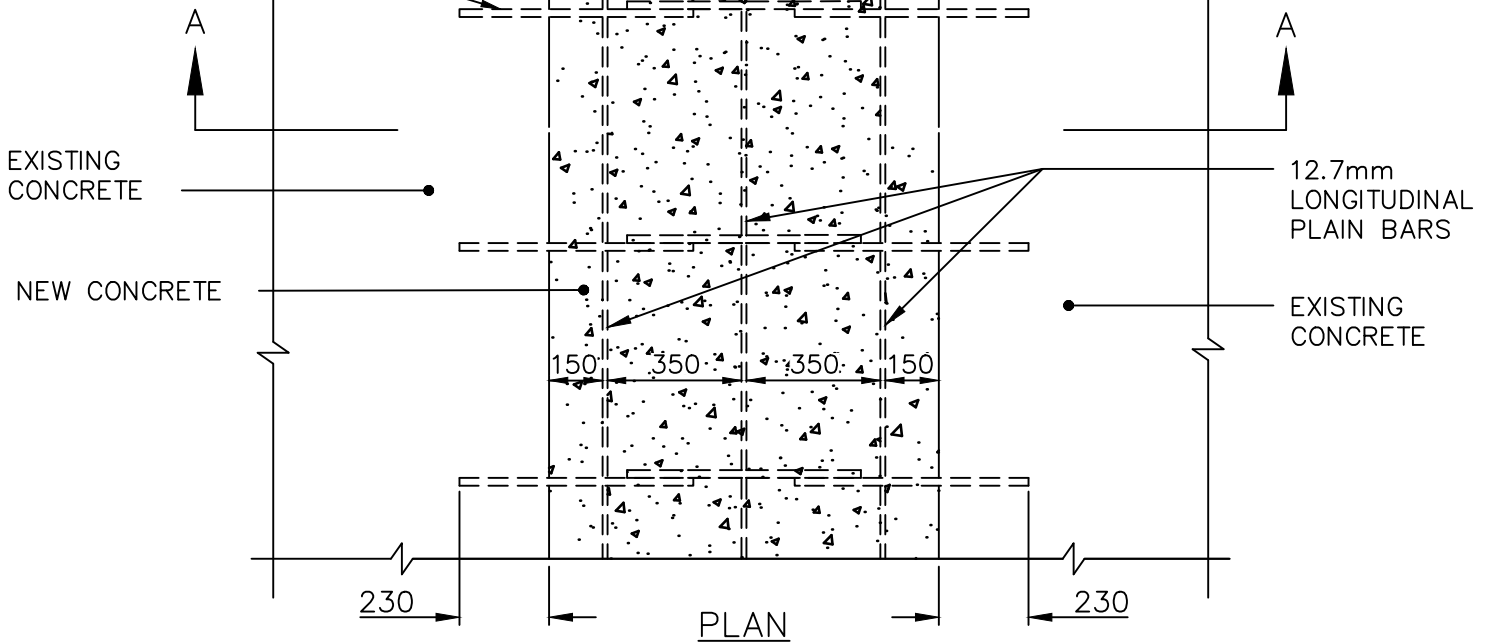 A
A
EXISTING
CONCRETE
12.7mm
LONGITUDINAL
PLAIN BARS
NEW CONCRETE
EXISTING
CONCRETE
150 350 350 150
230
230
PLAN